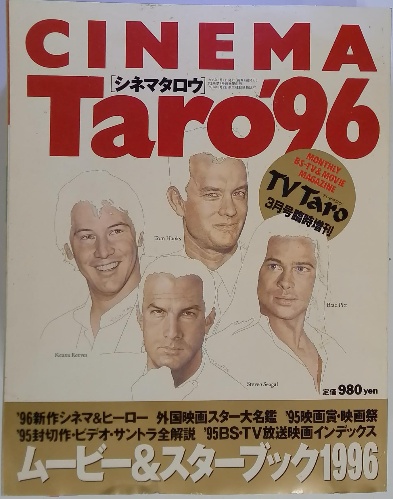 CINEMA
[シネマタロウ]
Taro'96
MONTHLY
BS-TV & MOVIE
MAGAZINE
TV Taro
3月号臨時増刊
Tom Hanks
Keanu Reeves
Brad Pitt
Steven Seagal
定価980yen
'96新作シネマ&ヒーロー 外国映画スター大名鑑 '95映画賞・映画祭
'95封切作・ビデオ・サントラ全解説 '95BS・TV放送映画インデックス
ムービー&スターブック1996